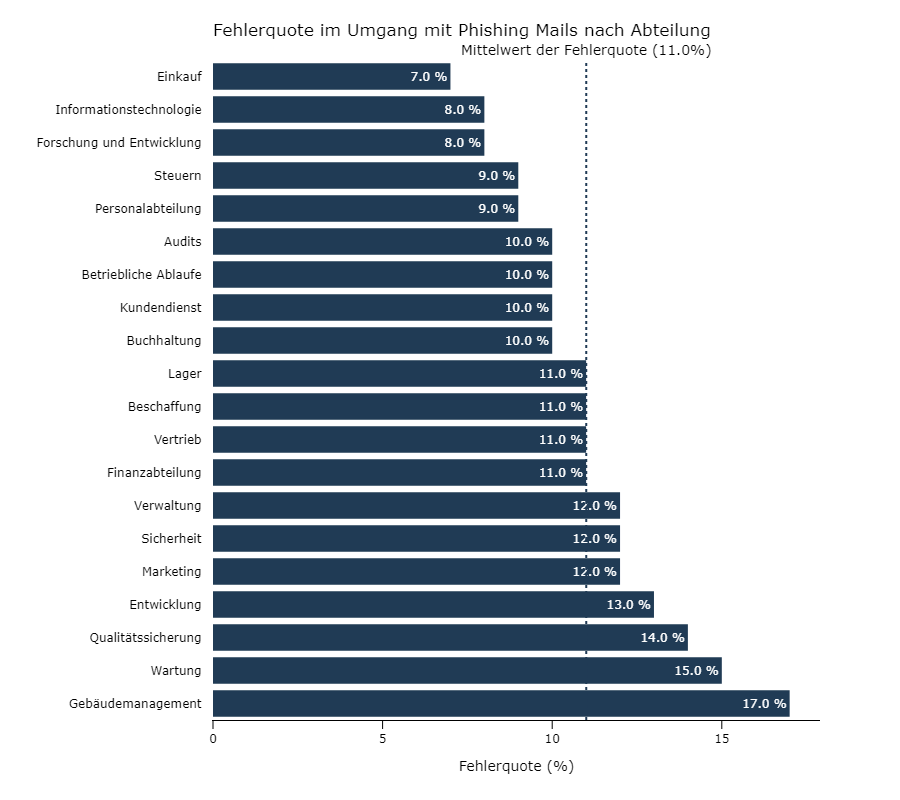 Fehlerquote im Umgang mit Phishing Mails nach Abteilung
Mittelwert der Fehlerquote (11.0%)
Einkauf 7.0 %
Informationstechnologie 8.0 %
Forschung und Entwicklung 8.0 %
Steuern 9.0 %
Personalabteilung 9.0 %
Audits 10.0 %
Betriebliche Ablaufe 10.0 %
Kundendienst 10.0 %
Buchhaltung 10.0 %
Lager 11.0 %
Beschaffung 11.0 %
Vertrieb 11.0 %
Finanzabteilung 11.0 %
Verwaltung 12.0 %
Sicherheit 12.0 %
Marketing 12.0 %
Entwicklung 13.0 %
Qualitätssicherung 14.0 %
Wartung 15.0 %
Gebäudemanagement 17.0 %
0 5 10 15
Fehlerquote (%)